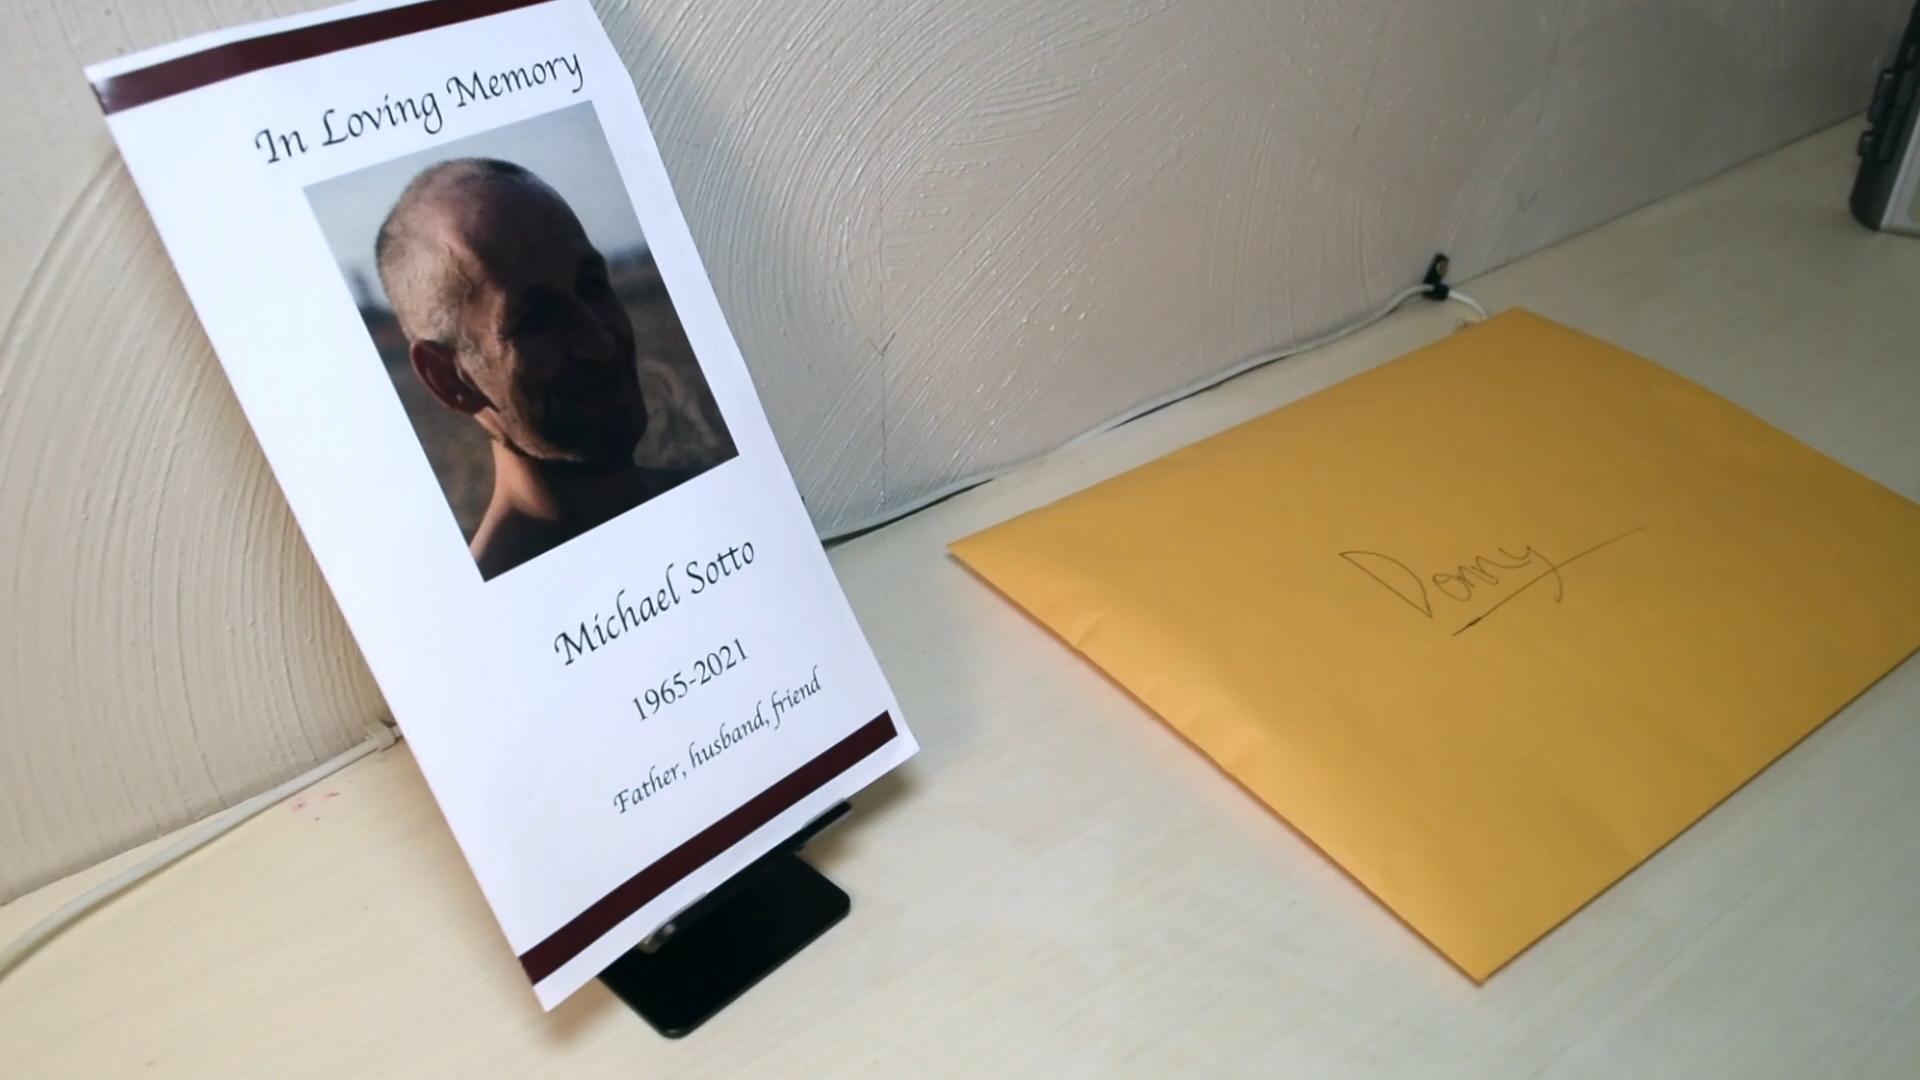 In Loving Memory
Michael Sotto
1965-2021
Father, husband, friend
Donny